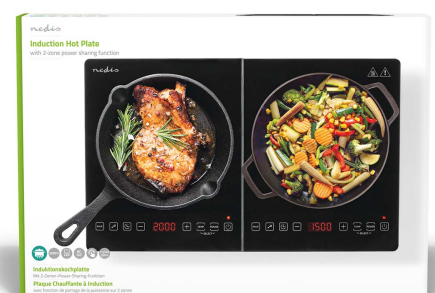 nedis
Induction Hot Plate
with 2-zone power sharing function
nedis
2000
1500
Induktionskochplatte
Mit 2-Zonen-Power-Sharing-Funktion
Plaque Chauffante à Induction
avec fonction de partage de la puissance sur 2 zones